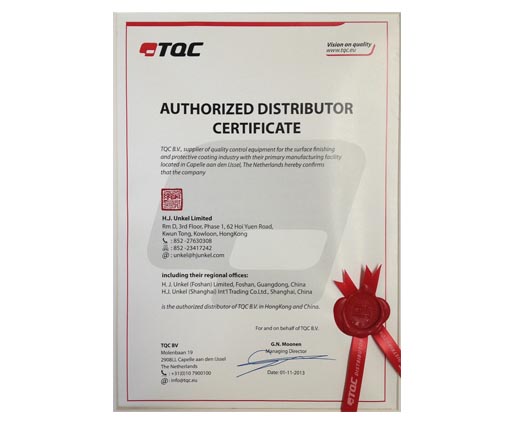 TQC
Vision on quality
www.tqc.eu
AUTHORIZED DISTRIBUTOR
CERTIFICATE
TQC B.V., supplier of quality control equipment for the surface finishing
and protective coating industry with their primary manufacturing facility
located in Capelle aan den IJssel, The Netherlands hereby confirms
that the company
H.J. Unkel Limited
Rm D, 3rd Floor, Phase 1, 62 Hoi Yuen Road,
Kwun Tong, Kowloon, HongKong
: 852 -27630308
: 852 -23417242
@ : unkel@hjunkel.com
including their regional offices:
H. J. Unkel (Foshan) Limited, Foshan, Guangdong, China
H.J. Unkel (Shanghai) Int'l Trading Co.Ltd., Shanghai, China
is the authorized distributor of TQC B.V. in HongKong and China.
For and on behalf of TQC B.V.
TQC BV
Molenbaan 19
2908LL Capelle aan den IJssel
The Netherlands
: +31(0)10 7900100
@ : info@tqc.eu
G.N. Moonen
Managing Director
Date: 01-11-2013
TQC DISTRIBUTOR